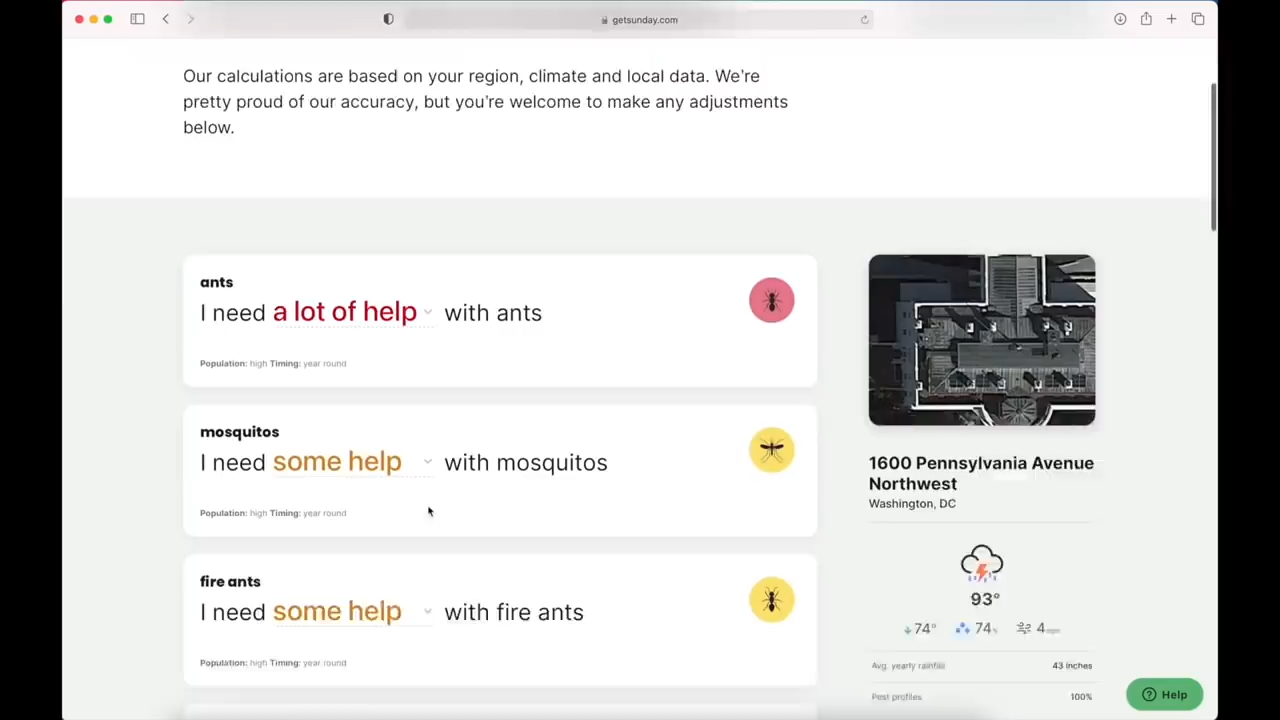 getsunday.com
Our calculations are based on your region, climate and local data. We're
pretty proud of our accuracy, but you're welcome to make any adjustments
below.
ants
I need a lot of help with ants
Population: high Timing: year round
mosquitos
I need some help with mosquitos
Population: high Timing: year round
fire ants
I need some help with fire ants
Population: high Timing: year round
1600 Pennsylvania Avenue
Northwest
Washington, DC
93°
74° 74% 4
Avg. yearly rainfall 43 inches
Pest profiles 100%
Help